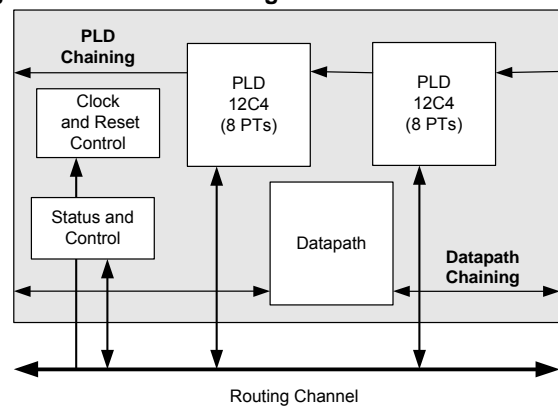 PLD
Chaining
PLD
12C4
(8 PTs)
PLD
12C4
(8 PTs)
Clock
and Reset
Control
Status and
Control
Datapath
Datapath
Chaining
Routing Channel